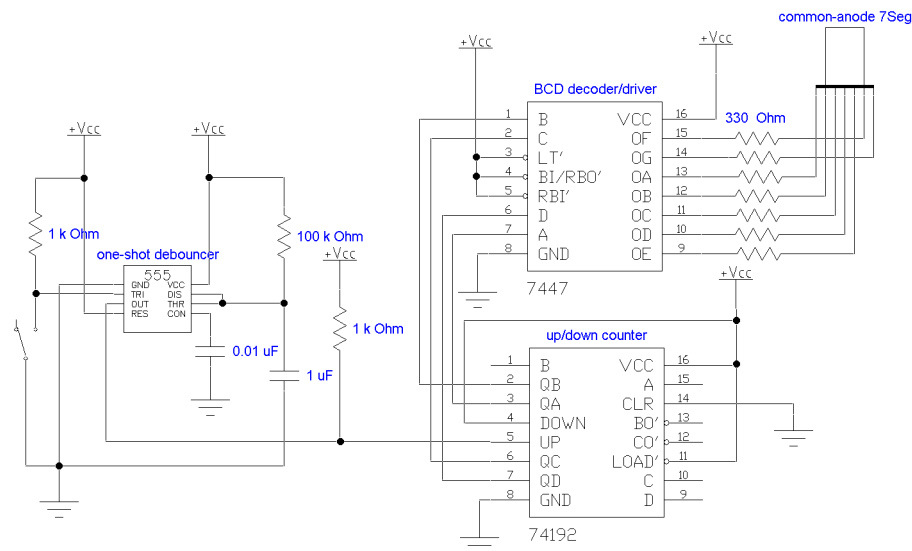 common-anode 7Seg
+Vcc
+Vcc
BCD decoder/driver
330 Ohm
1 B VCC 16
2 C OF 15
3 LT' OG 14
4 BI/RBO' OA 13
5 RBI' OB 12
6 D OC 11
7 A OD 10
8 GND OE 9
7447
+Vcc
+Vcc
1 k Ohm
100 k Ohm
one-shot debouncer
555
GND VCC
TRI DIS
OUT THR
RES CON
0.01 uF
1 uF
+Vcc
1 k Ohm
+Vcc
up/down counter
1 B VCC 16
2 QB A 15
3 QA CLR 14
4 DOWN BO' 13
5 UP CO' 12
6 QC LOAD' 11
7 QD C 10
8 GND D 9
74192